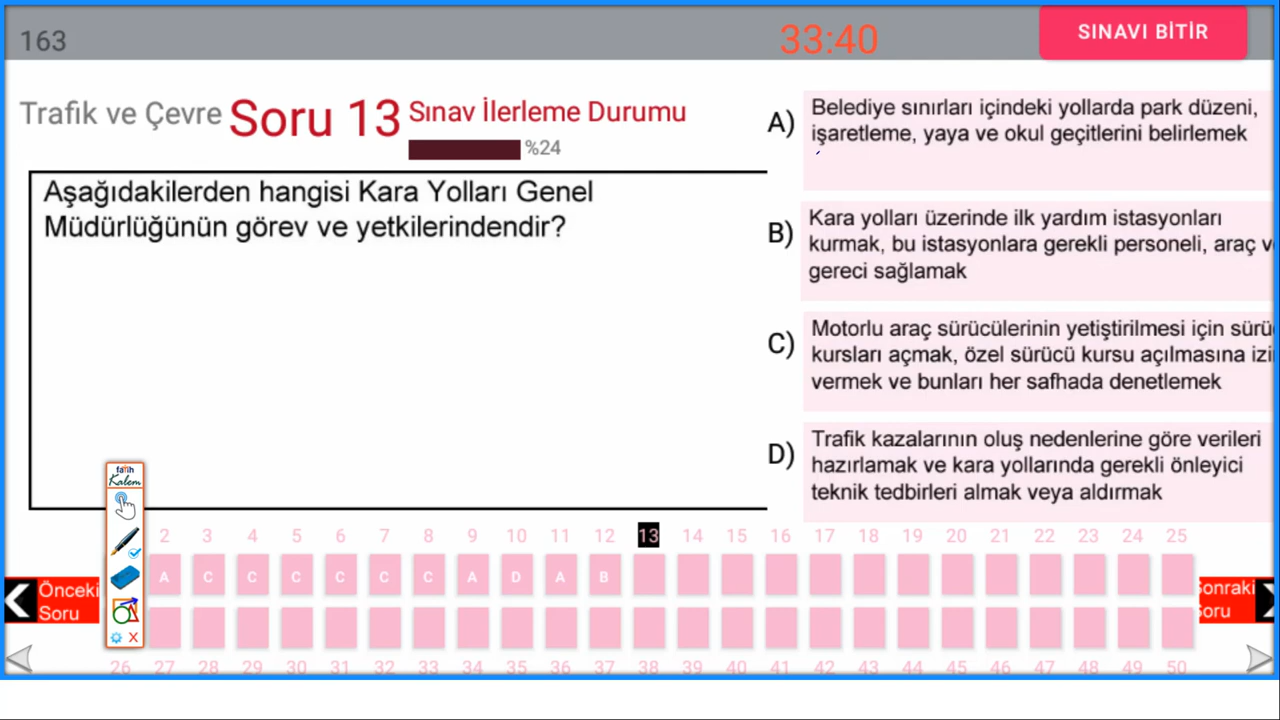 163
33:40
SINAVI BİTİR
Trafik ve Çevre
Soru 13
Sınav İlerleme Durumu
%24
Aşağıdakilerden hangisi Kara Yolları Genel
Müdürlüğünün görev ve yetkilerindendir?
A)
Belediye sınırları içindeki yollarda park düzeni,
işaretleme, yaya ve okul geçitlerini belirlemek
B)
Kara yolları üzerinde ilk yardım istasyonları
kurmak, bu istasyonlara gerekli personeli, araç v
gereci sağlamak
C)
Motorlu araç sürücülerinin yetiştirilmesi için sürü
kursları açmak, özel sürücü kursu açılmasına izi
vermek ve bunları her safhada denetlemek
D)
Trafik kazalarının oluş nedenlerine göre verileri
hazırlamak ve kara yollarında gerekli önleyici
teknik tedbirleri almak veya aldırmak
fatih
Kalem
2 3 4 5 6 7 8 9 10 11 12 13 14 15 16 17 18 19 20 21 22 23 24 25
A C C C C C C A D A B
Önceki
Soru
Sonraki
Soru
26 27 28 29 30 31 32 33 34 35 36 37 38 39 40 41 42 43 44 45 46 47 48 49 50